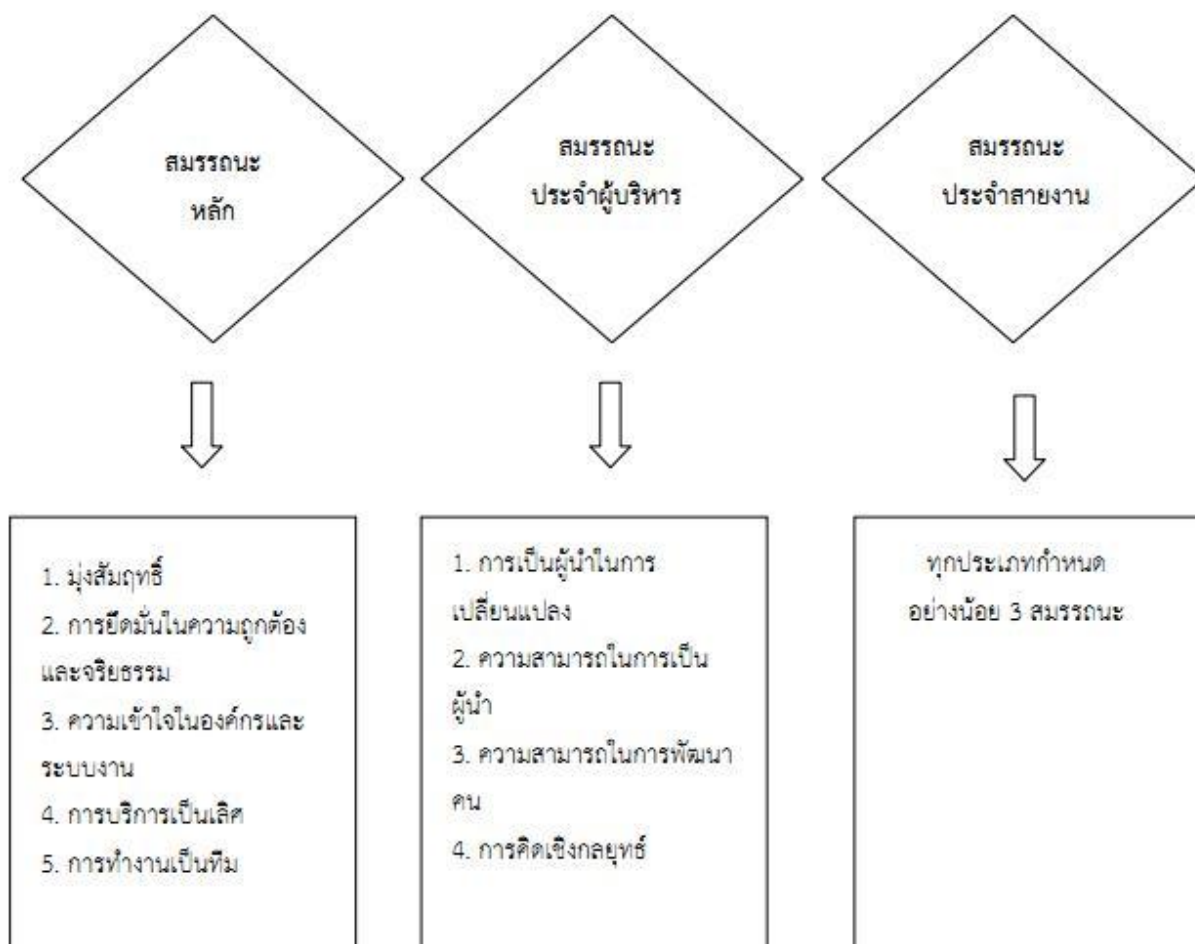 สมรรถนะ
หลัก
สมรรถนะ
ประจำผู้บริหาร
สมรรถนะ
ประจำสายงาน
1. มุ่งสัมฤทธิ์
2. การยึดมั่นในความถูกต้อง
และจริยธรรม
3. ความเข้าใจในองค์กรและ
ระบบงาน
4. การบริการเป็นเลิศ
5. การทำงานเป็นทีม
1. การเป็นผู้นำในการ
เปลี่ยนแปลง
2. ความสามารถในการเป็น
ผู้นำ
3. ความสามารถในการพัฒนา
คน
4. การคิดเชิงกลยุทธ์
ทุกประเภทกำหนด
อย่างน้อย 3 สมรรถนะ